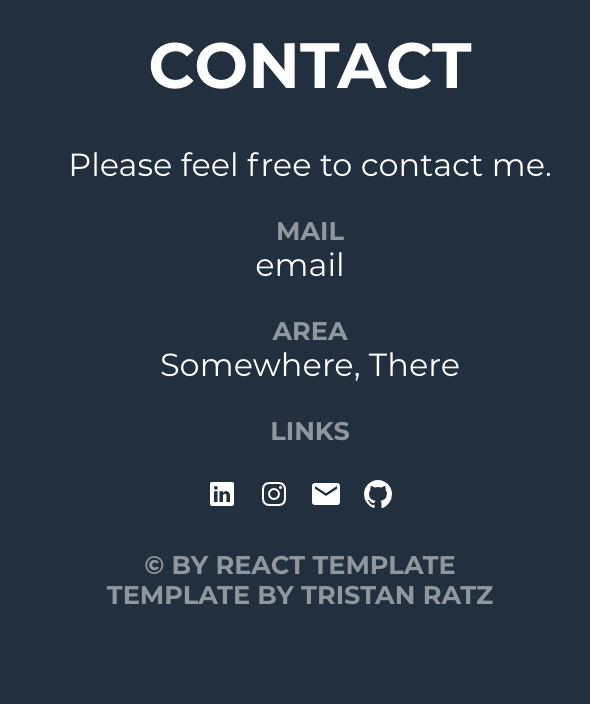 CONTACT
Please feel free to contact me.
MAIL
email
AREA
Somewhere, There
LINKS
in
© BY REACT TEMPLATE
TEMPLATE BY TRISTAN RATZ